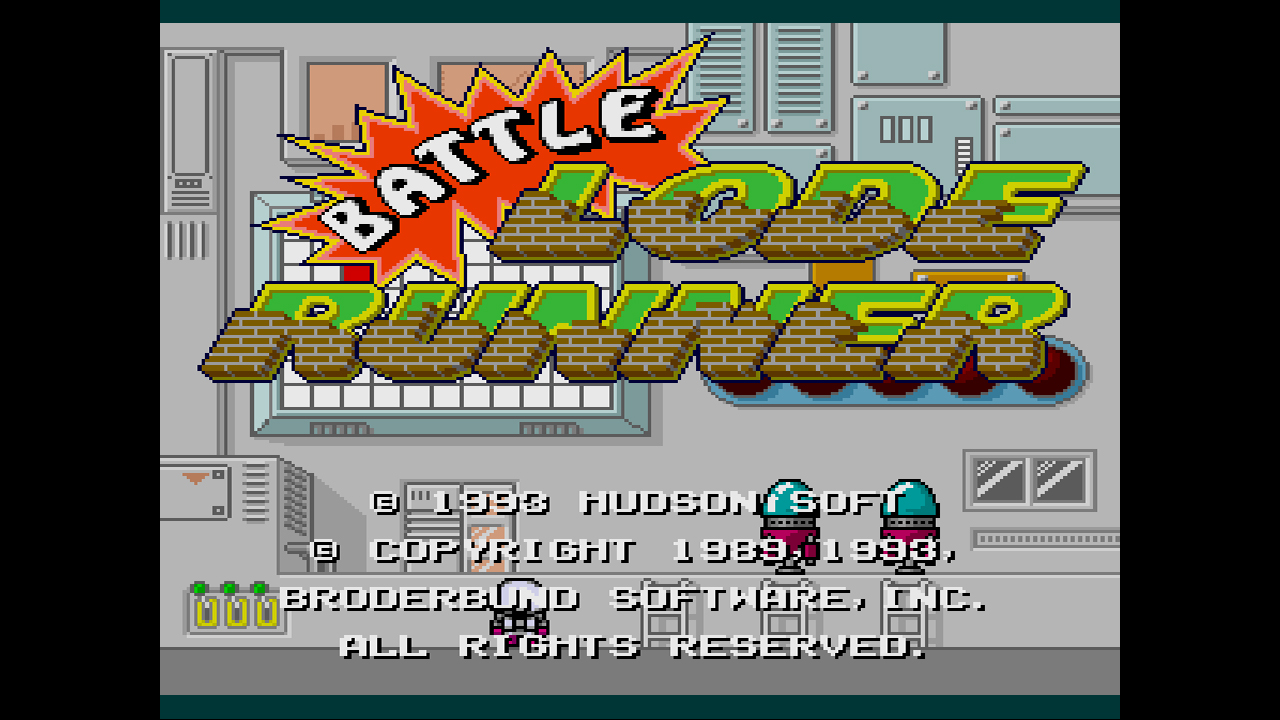 BATTLE
LODE
RUNNER
© 1993 HUDSON SOFT
© COPYRIGHT 1989, 1993,
BRODERBUND SOFTWARE, INC.
ALL RIGHTS RESERVED.